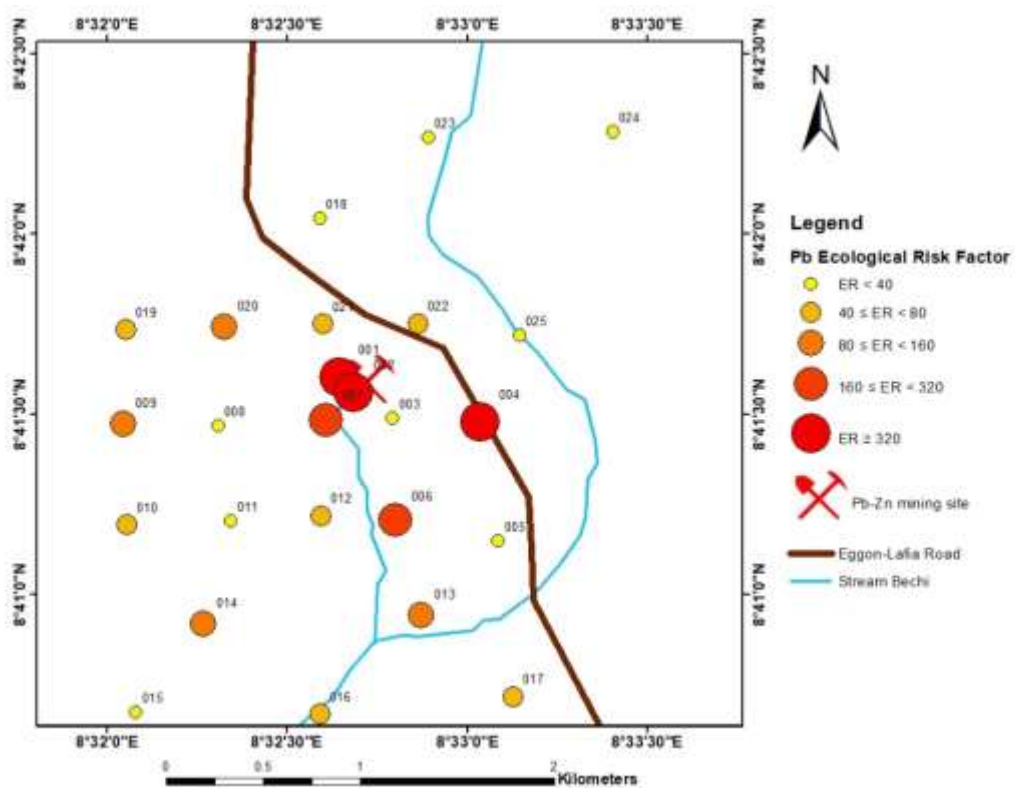 8°32'0"E 8°32'30"E 8°33'0"E 8°33'30"E
8°42'30"N 8°42'30"N
N
023
024
018
8°42'0"N 8°42'0"N
Legend
Pb Ecological Risk Factor
ER < 40
40 ≤ ER < 80
80 ≤ ER < 160
160 ≤ ER < 320
ER ≥ 320
Pb-Zn mining site
Eggon-Lafia Road
Stream Bechi
019
020
021
022
025
001
009
008
003
004
8°41'30"N 8°41'30"N
010
011
012
006
005
8°41'0"N 8°41'0"N
014
013
015
016
017
8°32'0"E 8°32'30"E 8°33'0"E 8°33'30"E
0 0.5 1 2
Kilometers